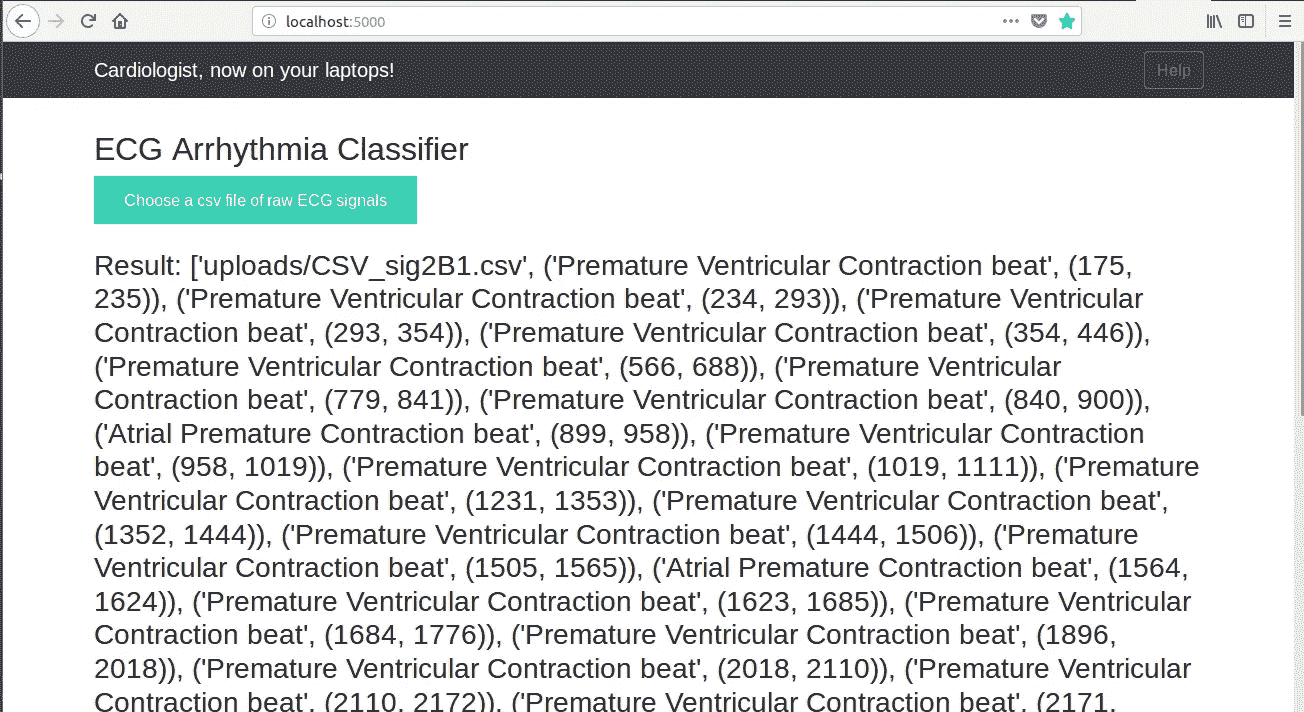 localhost:5000
Cardiologist, now on your laptops!
Help
ECG Arrhythmia Classifier
Choose a csv file of raw ECG signals
Result: ['uploads/CSV_sig2B1.csv', ('Premature Ventricular Contraction beat', (175,
235)), ('Premature Ventricular Contraction beat', (234, 293)), ('Premature Ventricular
Contraction beat', (293, 354)), ('Premature Ventricular Contraction beat', (354, 446)),
('Premature Ventricular Contraction beat', (566, 688)), ('Premature Ventricular
Contraction beat', (779, 841)), ('Premature Ventricular Contraction beat', (840, 900)),
('Atrial Premature Contraction beat', (899, 958)), ('Premature Ventricular Contraction
beat', (958, 1019)), ('Premature Ventricular Contraction beat', (1019, 1111)), ('Premature
Ventricular Contraction beat', (1231, 1353)), ('Premature Ventricular Contraction beat',
(1352, 1444)), ('Premature Ventricular Contraction beat', (1444, 1506)), ('Premature
Ventricular Contraction beat', (1505, 1565)), ('Atrial Premature Contraction beat', (1564,
1624)), ('Premature Ventricular Contraction beat', (1623, 1685)), ('Premature Ventricular
Contraction beat', (1684, 1776)), ('Premature Ventricular Contraction beat', (1896,
2018)), ('Premature Ventricular Contraction beat', (2018, 2110)), ('Premature Ventricular
Contraction beat', (2110, 2172)), ('Premature Ventricular Contraction beat', (2171,